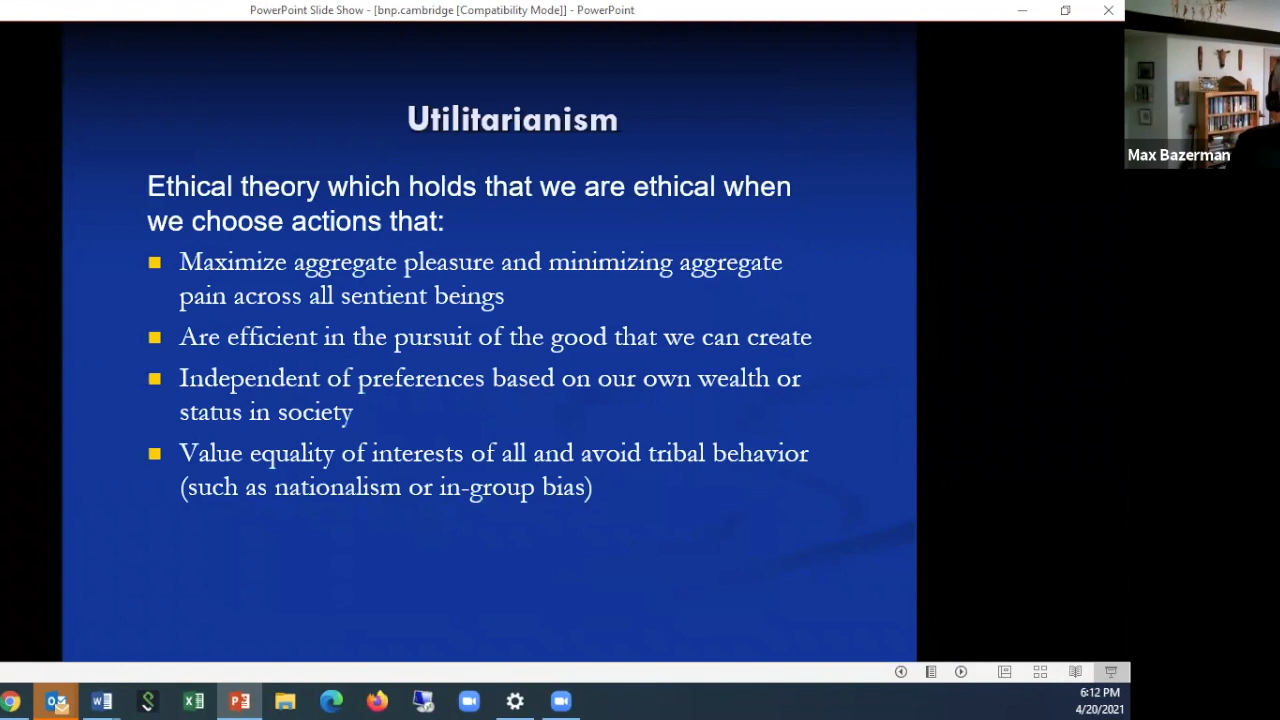 PowerPoint Slide Show - [bnp.cambridge [Compatibility Mode]] - PowerPoint
Utilitarianism
Ethical theory which holds that we are ethical when
we choose actions that:
Maximize aggregate pleasure and minimizing aggregate
pain across all sentient beings
Are efficient in the pursuit of the good that we can create
Independent of preferences based on our own wealth or
status in society
Value equality of interests of all and avoid tribal behavior
(such as nationalism or in-group bias)
Max Bazerman
6:12 PM
4/20/2021